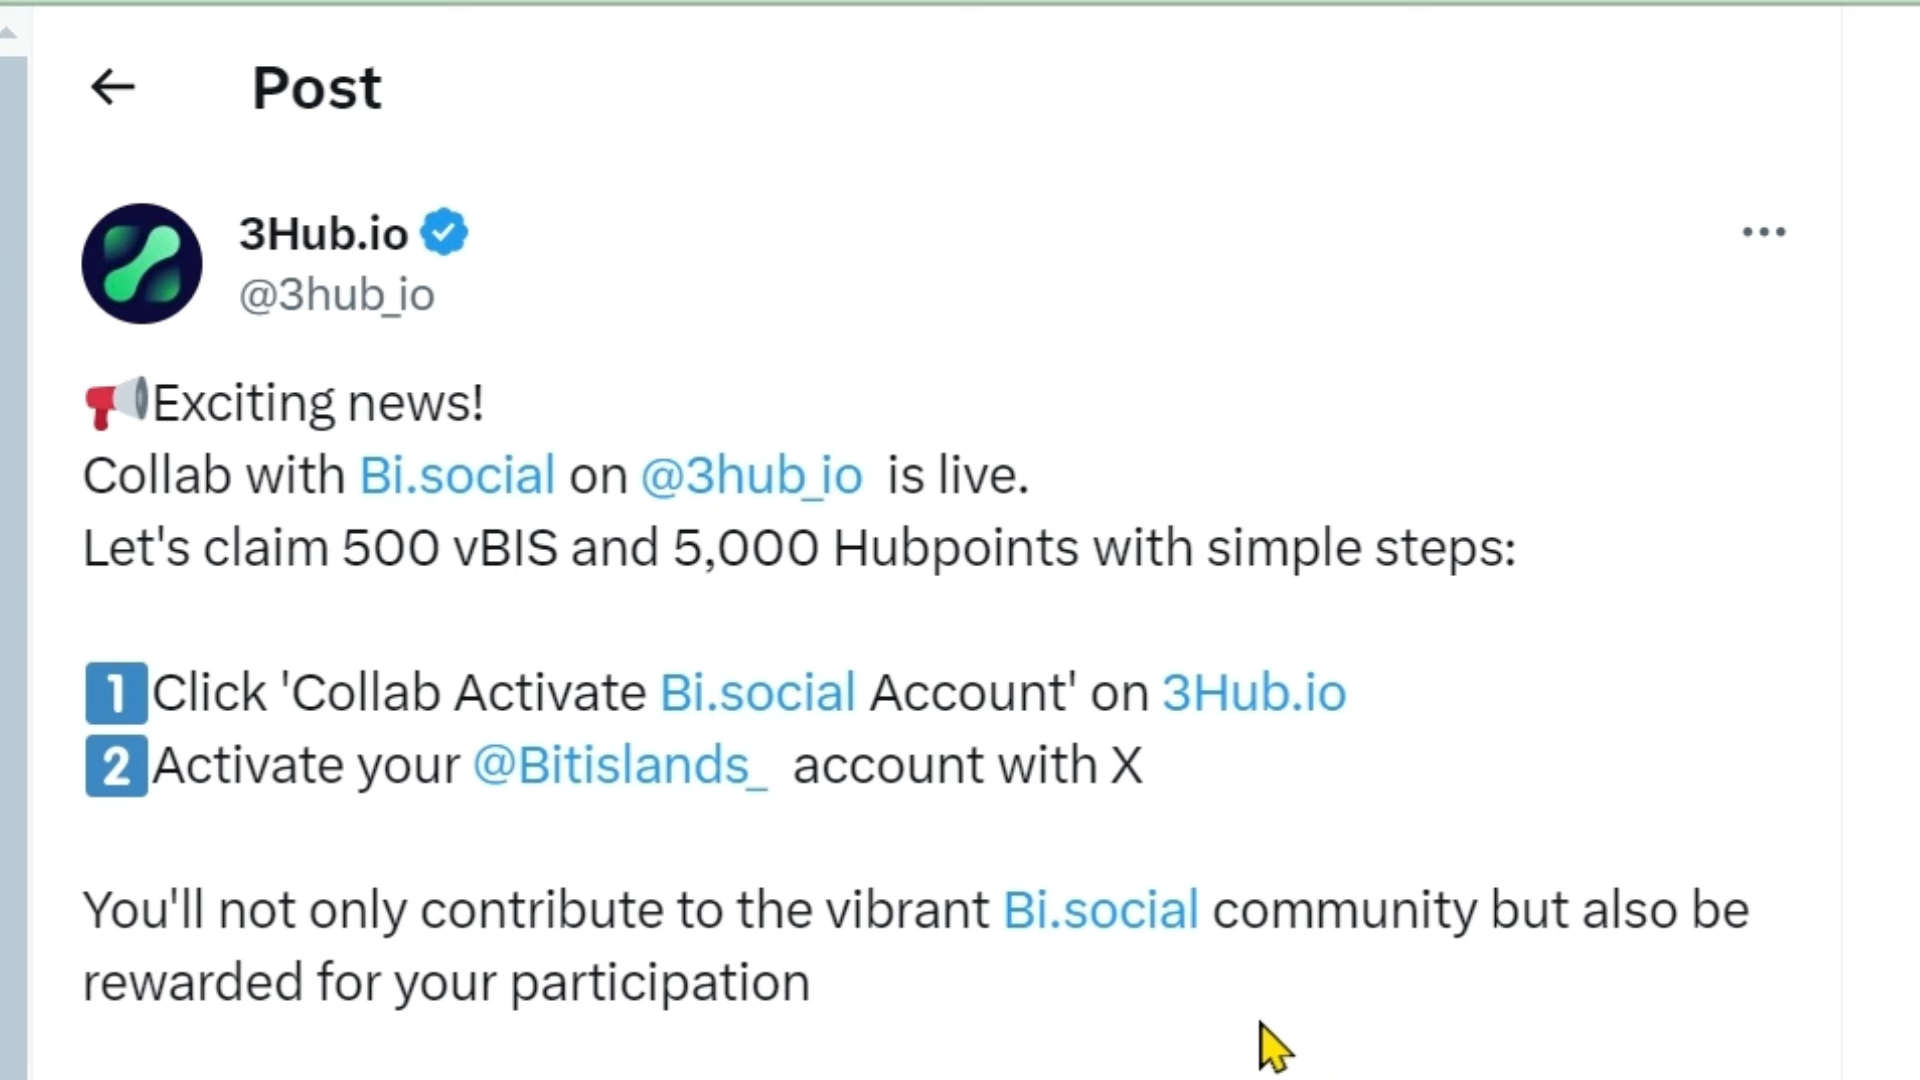 Post
3Hub.io
@3hub_io
📢Exciting news!
Collab with Bi.social on @3hub_io is live.
Let's claim 500 vBIS and 5,000 Hubpoints with simple steps:
1️⃣Click 'Collab Activate Bi.social Account' on 3Hub.io
2️⃣Activate your @Bitislands_ account with X
You'll not only contribute to the vibrant Bi.social community but also be
rewarded for your participation